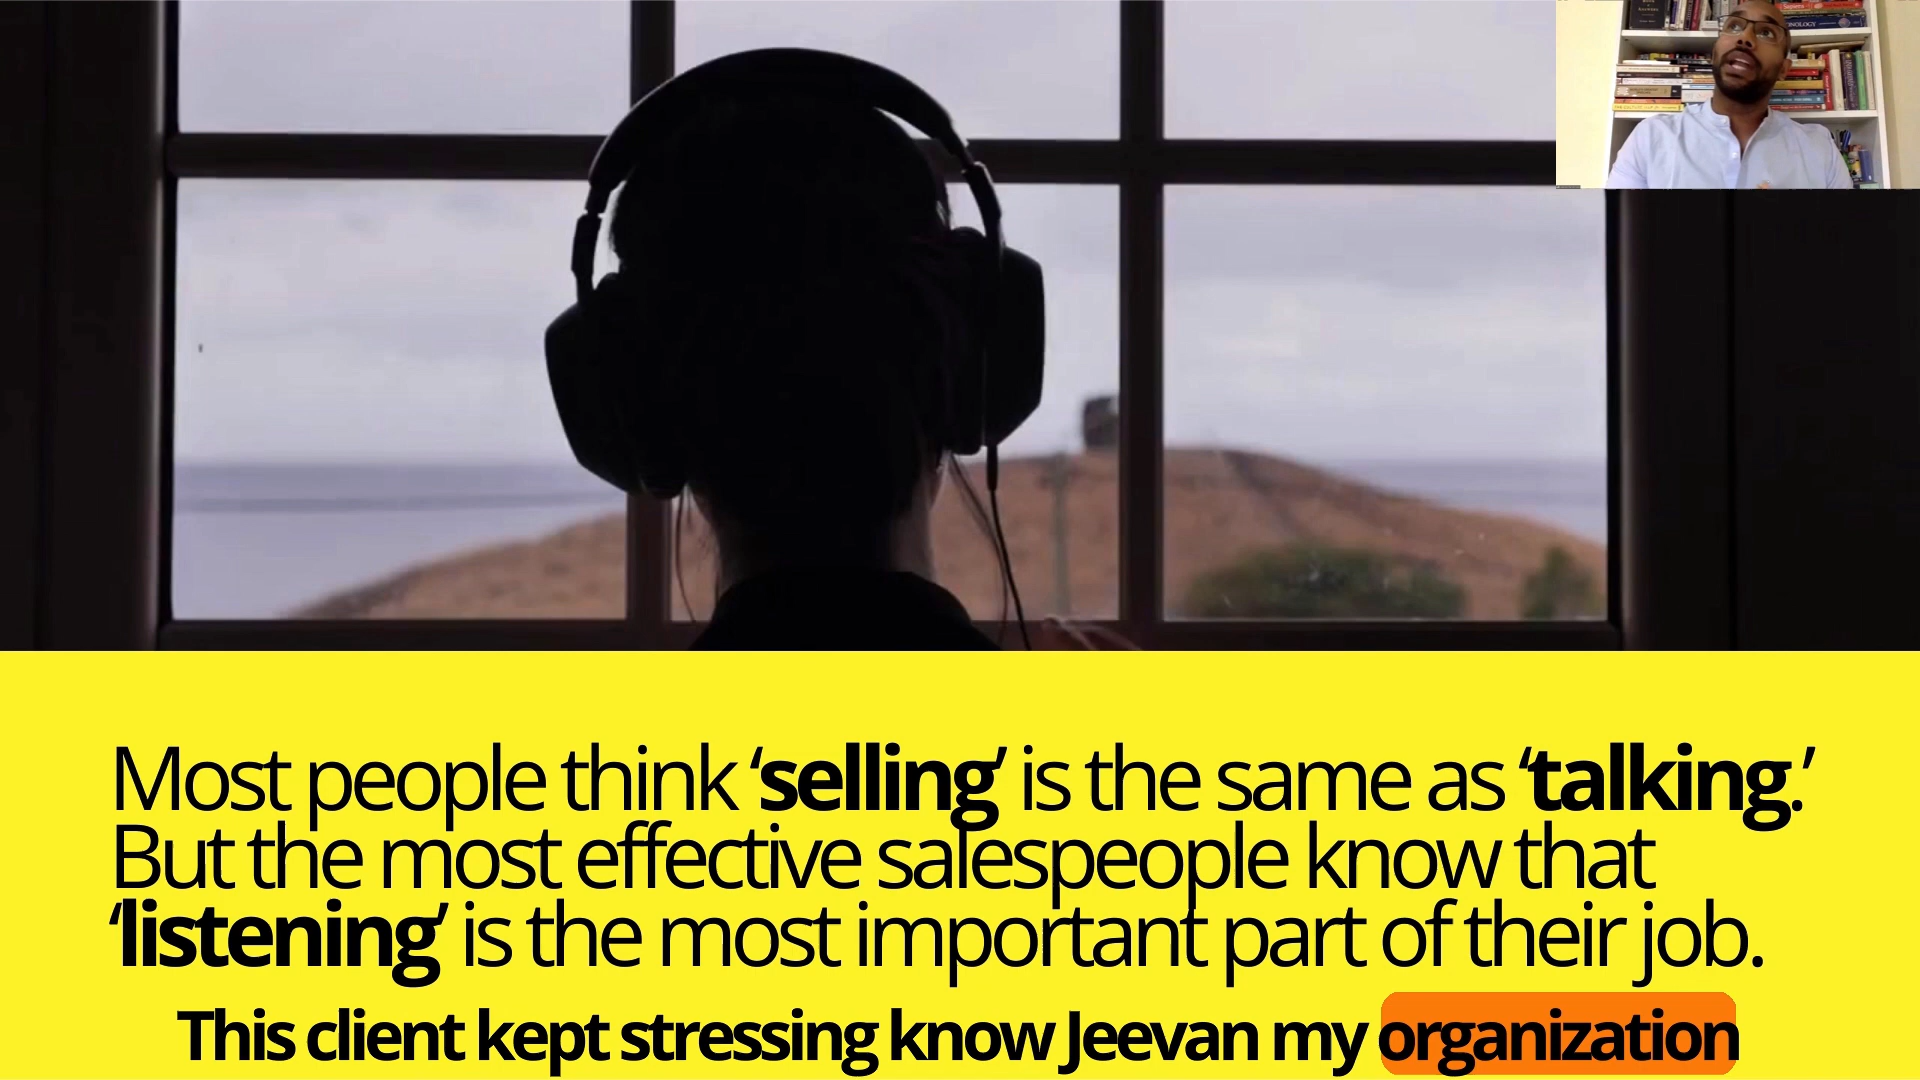 Most people think ‘selling’ is the same as ‘talking.’
But the most effective salespeople know that
‘listening’ is the most important part of their job.
This client kept stressing know Jeevan my organization